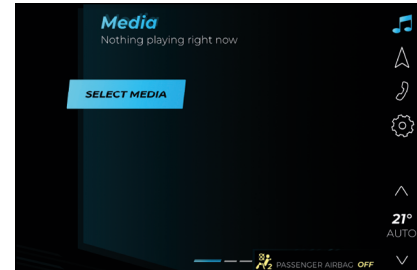 Media
Nothing playing right now
SELECT MEDIA
21°
AUTO
PASSENGER AIRBAG OFF